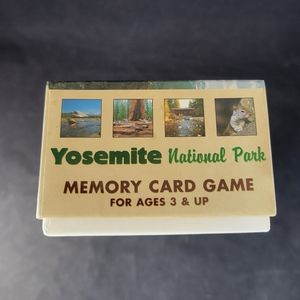 Yosemite National Park
MEMORY CARD GAME
FOR AGES 3 & UP